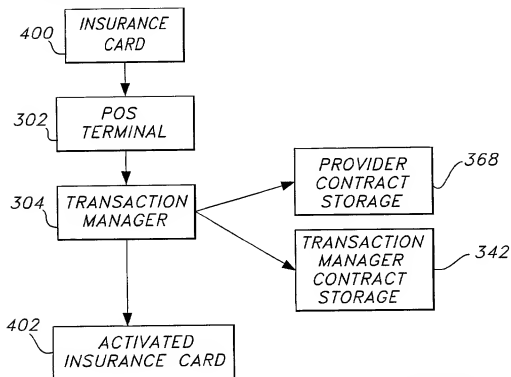 400
INSURANCE
CARD
302
POS
TERMINAL
304
TRANSACTION
MANAGER
PROVIDER
CONTRACT
STORAGE
368
TRANSACTION
MANAGER
CONTRACT
STORAGE
342
402
ACTIVATED
INSURANCE CARD